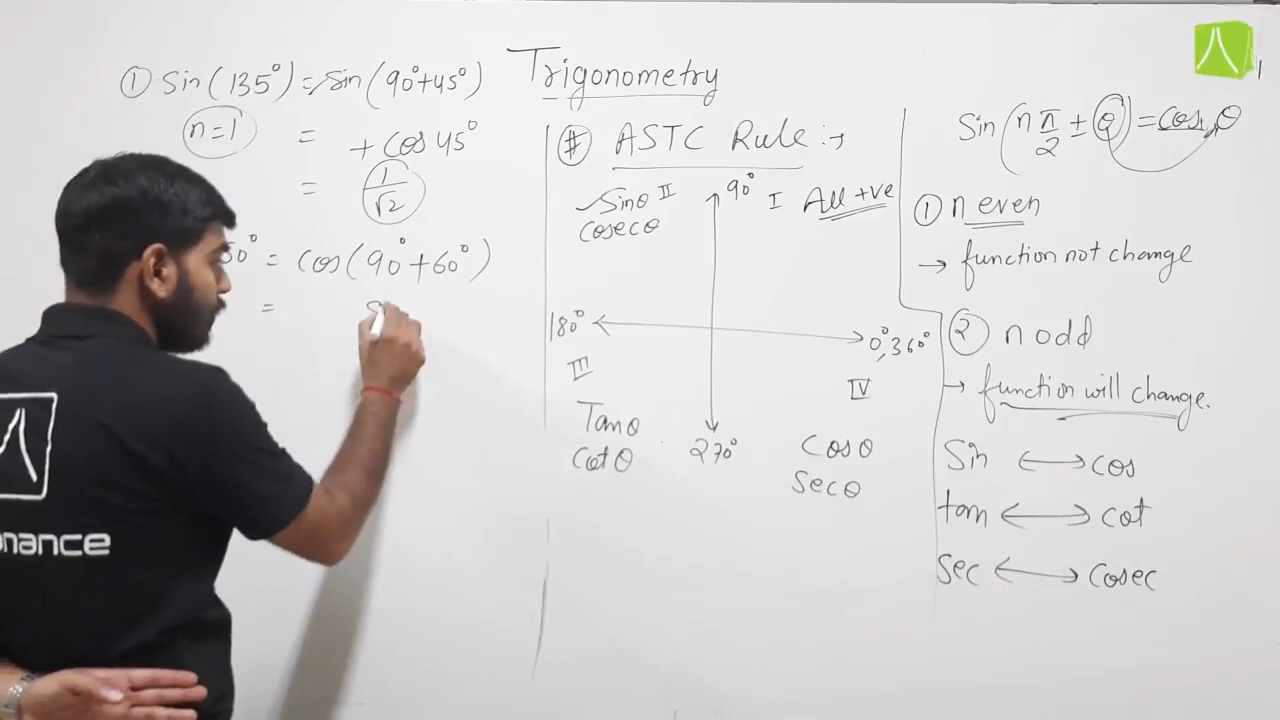 Trigonometry
① Sin(135°) = Sin(90°+45°)
n=1 = + cos 45°
= 1/√2
50° = cos(90°+60°)
= s
# ASTC Rule :→
Sinθ II 90° I All +ve
cosecθ
180° 0°, 360°
III IV
Tanθ cosθ
Cotθ 270° Secθ
Sin(nπ/2 ± θ) = cos θ
① n even
→ function not change
② n odd
→ function will change.
Sin ↔ cos
tan ↔ cot
Sec ↔ Cosec
nance